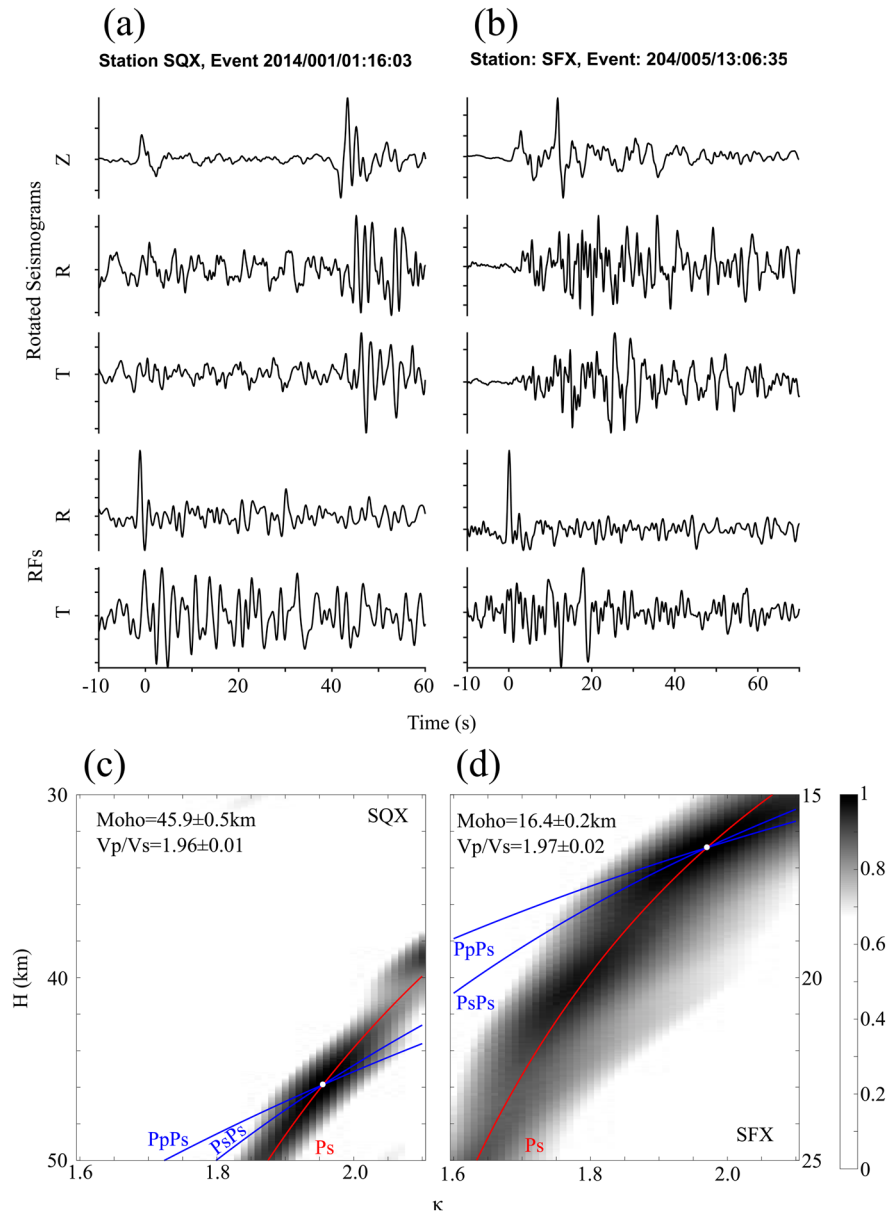 (a)
(b)
Station SQX, Event 2014/001/01:16:03
Station: SFX, Event: 204/005/13:06:35
Rotated Seismograms
Z
R
T
RFs
R
T
-10 0 20 40 60
-10 0 20 40 60
Time (s)
(c)
(d)
30
Moho=45.9±0.5km
Vp/Vs=1.96±0.01
SQX
Moho=16.4±0.2km
Vp/Vs=1.97±0.02
15
1
0.8
PpPs
PsPs
H (km)
40
20
0.6
0.4
0.2
PpPs
PsPs
Ps
Ps
SFX
50
25
0
1.6 1.8 2.0
1.6 1.8 2.0
κ